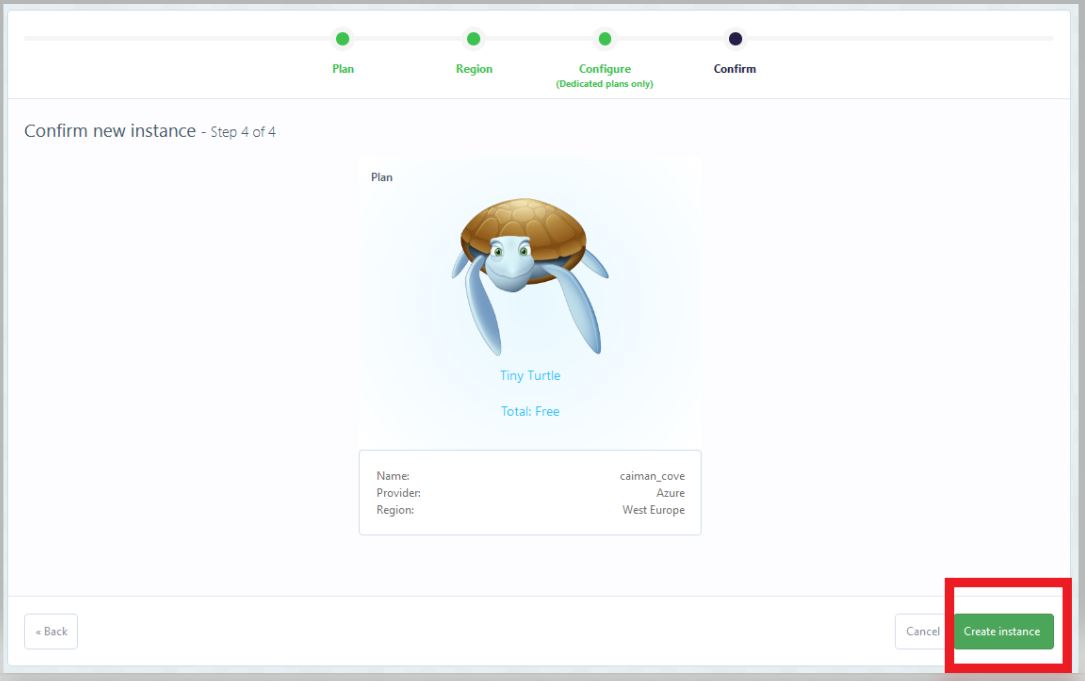 Plan
Region
Configure
(Dedicated plans only)
Confirm
Confirm new instance - Step 4 of 4
Plan
Tiny Turtle
Total: Free
Name: caiman_cove
Provider: Azure
Region: West Europe
« Back
Cancel
Create instance